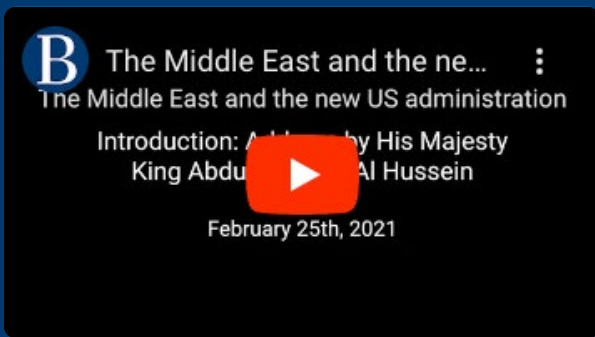 B
The Middle East and the ne...
The Middle East and the new US administration
Introduction: by His Majesty
King Al Hussein
February 25th, 2021